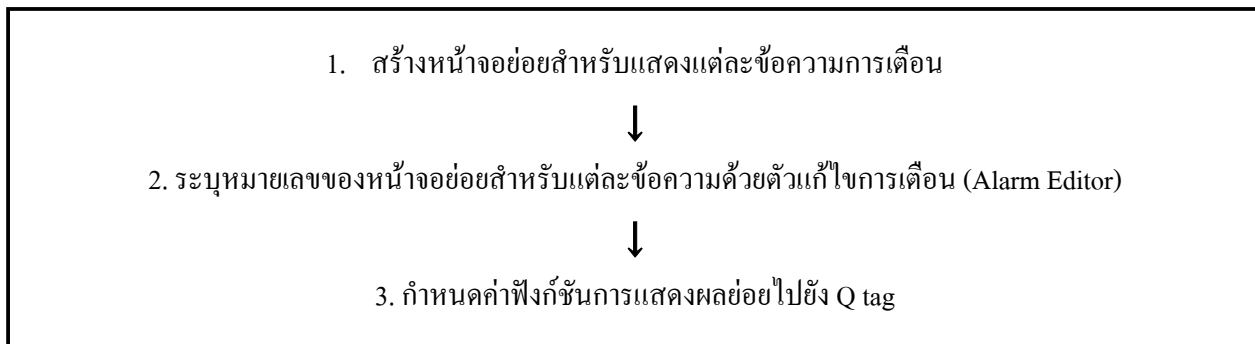 1. สร้างหน้าจอย่อยสำหรับแสดงแต่ละข้อความการเตือน
2. ระบุหมายเลขของหน้าจอย่อยสำหรับแต่ละข้อความด้วยตัวแก้ไขการเตือน (Alarm Editor)
3. กำหนดค่าฟังก์ชันการแสดงผลย่อยไปยัง Q tag